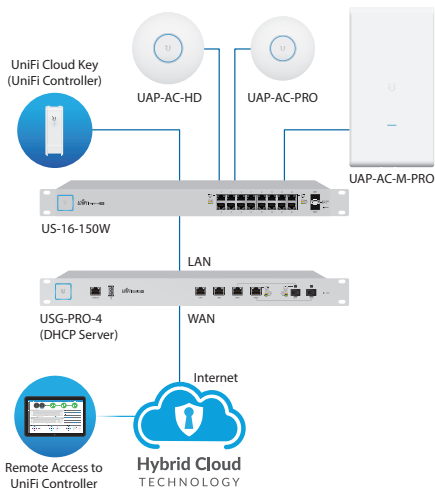 UniFi Cloud Key
(UniFi Controller)
UAP-AC-HD
UAP-AC-PRO
UAP-AC-M-PRO
US-16-150W
LAN
USG-PRO-4
(DHCP Server)
WAN
Internet
Remote Access to
UniFi Controller
Hybrid Cloud
TECHNOLOGY